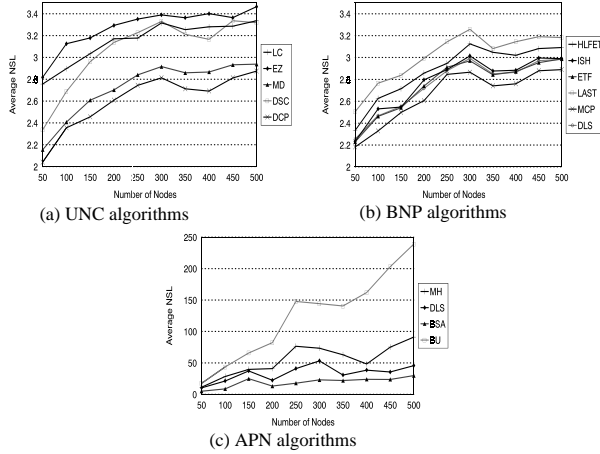 3.4
3.2
3
2.8
2.6
2.4
2.2
2
Average NSL
50 100 150 200 250 300 350 400 450 500
Number of Nodes
LC
EZ
MD
DSC
DCP
(a) UNC algorithms
3.4
3.2
3
2.8
2.6
2.4
2.2
2
Average NSL
50 100 150 200 250 300 350 400 450 500
Number of Nodes
HLFET
ISH
ETF
LAST
MCP
DLS
(b) BNP algorithms
250
200
150
100
50
0
Average NSL
50 100 150 200 250 300 350 400 450 500
Number of Nodes
MH
DLS
BSA
BU
(c) APN algorithms